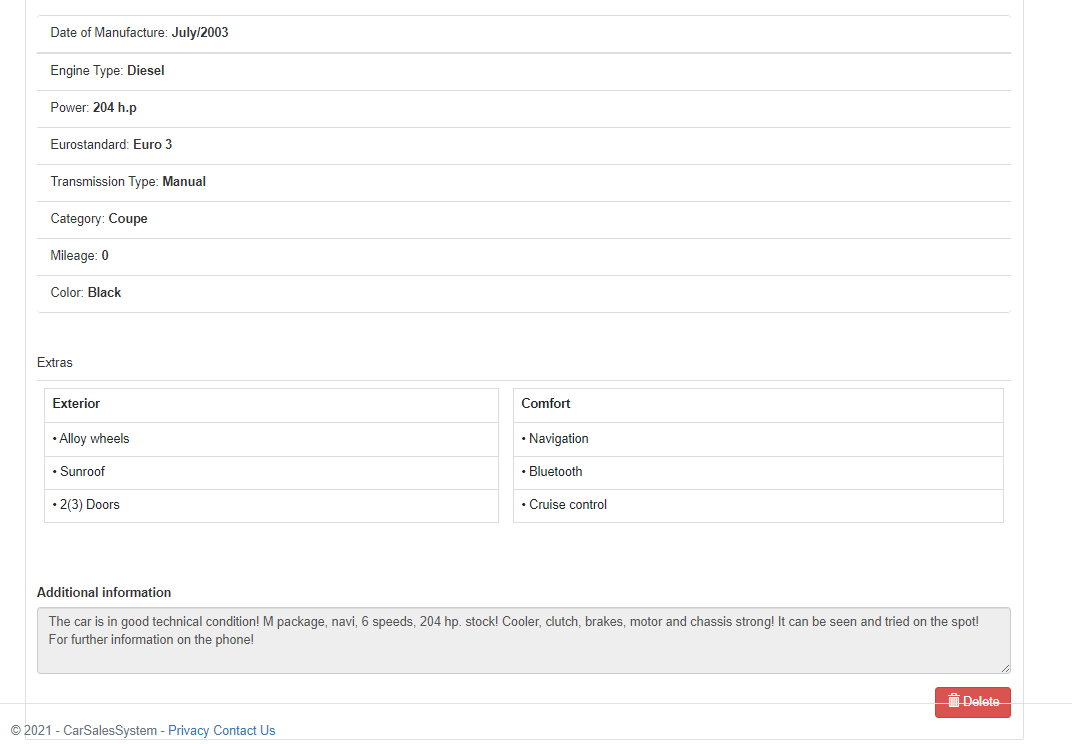 Date of Manufacture: July/2003
Engine Type: Diesel
Power: 204 h.p
Eurostandard: Euro 3
Transmission Type: Manual
Category: Coupe
Mileage: 0
Color: Black
Extras
Exterior
• Alloy wheels
• Sunroof
• 2(3) Doors
Comfort
• Navigation
• Bluetooth
• Cruise control
Additional information
The car is in good technical condition! M package, navi, 6 speeds, 204 hp. stock! Cooler, clutch, brakes, motor and chassis strong! It can be seen and tried on the spot!
For further information on the phone!
Delete
© 2021 - CarSalesSystem - Privacy Contact Us